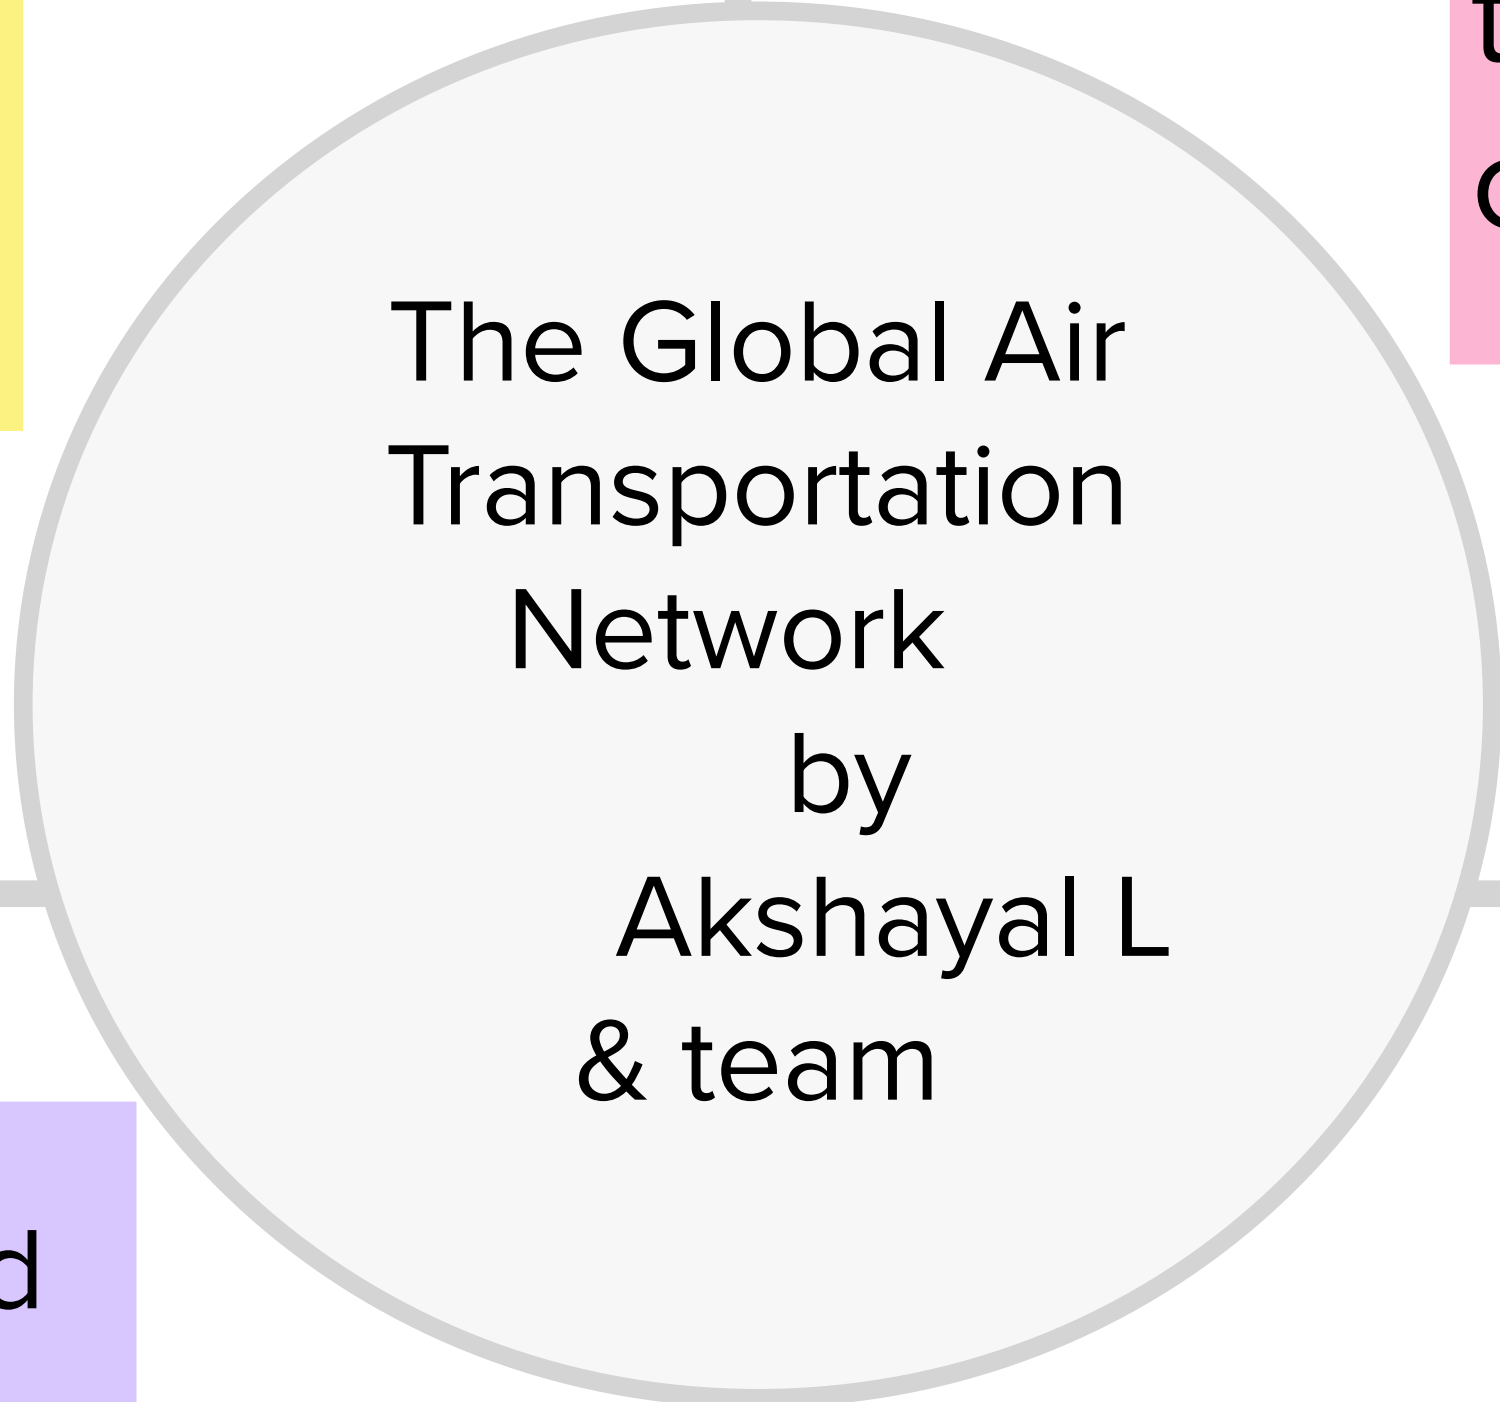 The Global Air
Transportation
Network
by
Akshayal L
& team